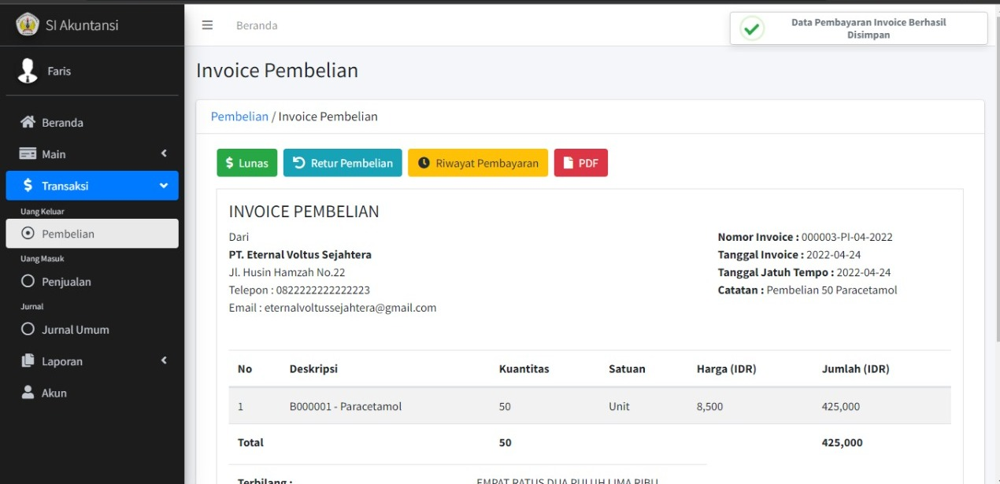 SI Akuntansi
Beranda
Data Pembayaran Invoice Berhasil
Disimpan
Faris
Beranda
Main
Transaksi
Uang Keluar
Pembelian
Uang Masuk
Penjualan
Jurnal
Jurnal Umum
Laporan
Akun
Invoice Pembelian
Pembelian / Invoice Pembelian
Lunas Retur Pembelian Riwayat Pembayaran PDF
INVOICE PEMBELIAN
Dari
PT. Eternal Voltus Sejahtera
Jl. Husin Hamzah No.22
Telepon : 0822222222222223
Email : eternalvoltussejahtera@gmail.com
Nomor Invoice : 000003-PI-04-2022
Tanggal Invoice : 2022-04-24
Tanggal Jatuh Tempo : 2022-04-24
Catatan : Pembelian 50 Paracetamol
No Deskripsi Kuantitas Satuan Harga (IDR) Jumlah (IDR)
1 B000001 - Paracetamol 50 Unit 8,500 425,000
Total 50 425,000
Terbilang : EMPAT RATUS DUA PULUH LIMA RIBU